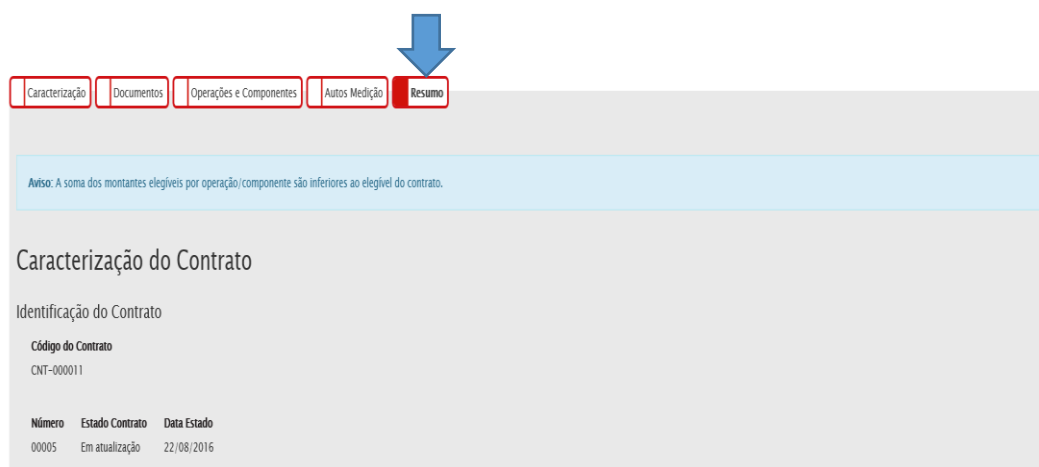 Caracterização Documentos Operações e Componentes Autos Medição Resumo
Aviso: A soma dos montantes elegíveis por operação/componente são inferiores ao elegível do contrato.
Caracterização do Contrato
Identificação do Contrato
Código do Contrato
CNT-000011
Número Estado Contrato Data Estado
00005 Em atualização 22/08/2016